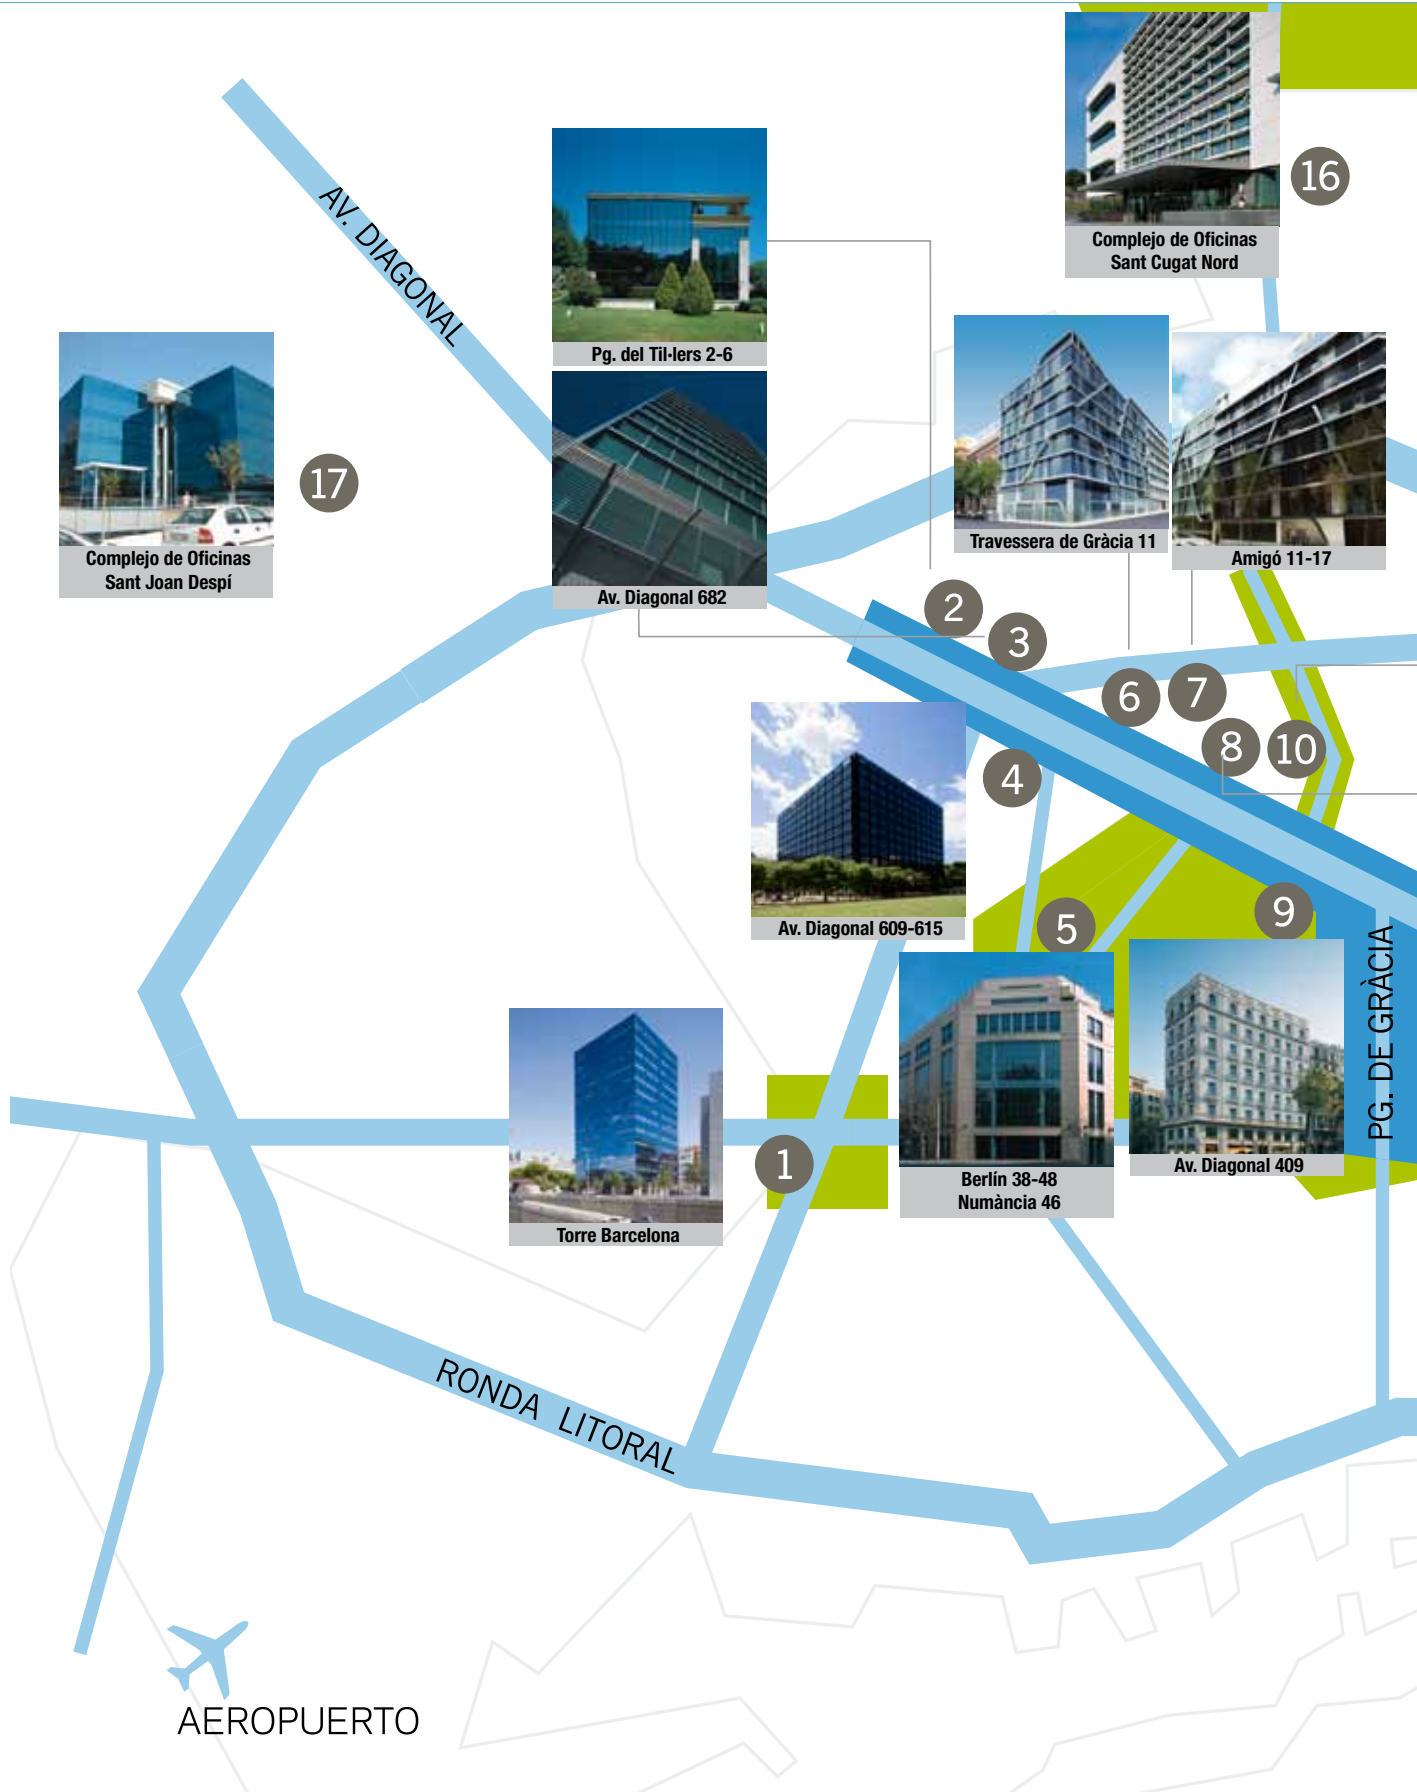 16
Complejo de Oficinas
Sant Cugat Nord
AV. DIAGONAL
Pg. del Til·lers 2-6
17
Complejo de Oficinas
Sant Joan Despí
Travessera de Gràcia 11
Amigó 11-17
Av. Diagonal 682
2
3
6
7
8
10
4
Av. Diagonal 609-615
5
9
PG. DE GRÀCIA
1
Torre Barcelona
Berlín 38-48
Numància 46
Av. Diagonal 409
RONDA LITORAL
AEROPUERTO